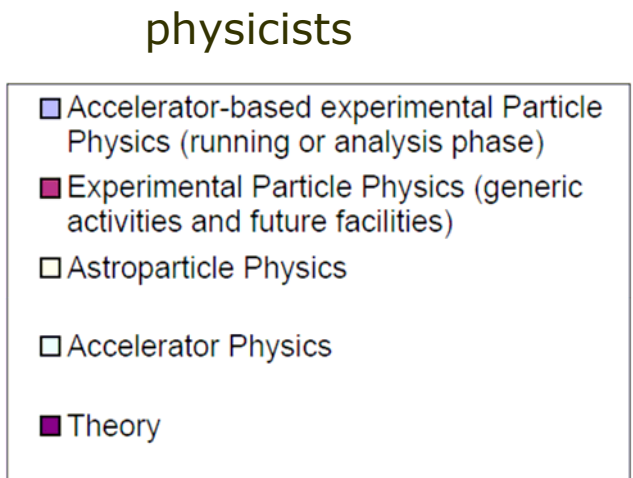 physicists
Accelerator-based experimental Particle
Physics (running or analysis phase)
Experimental Particle Physics (generic
activities and future facilities)
Astroparticle Physics
Accelerator Physics
Theory